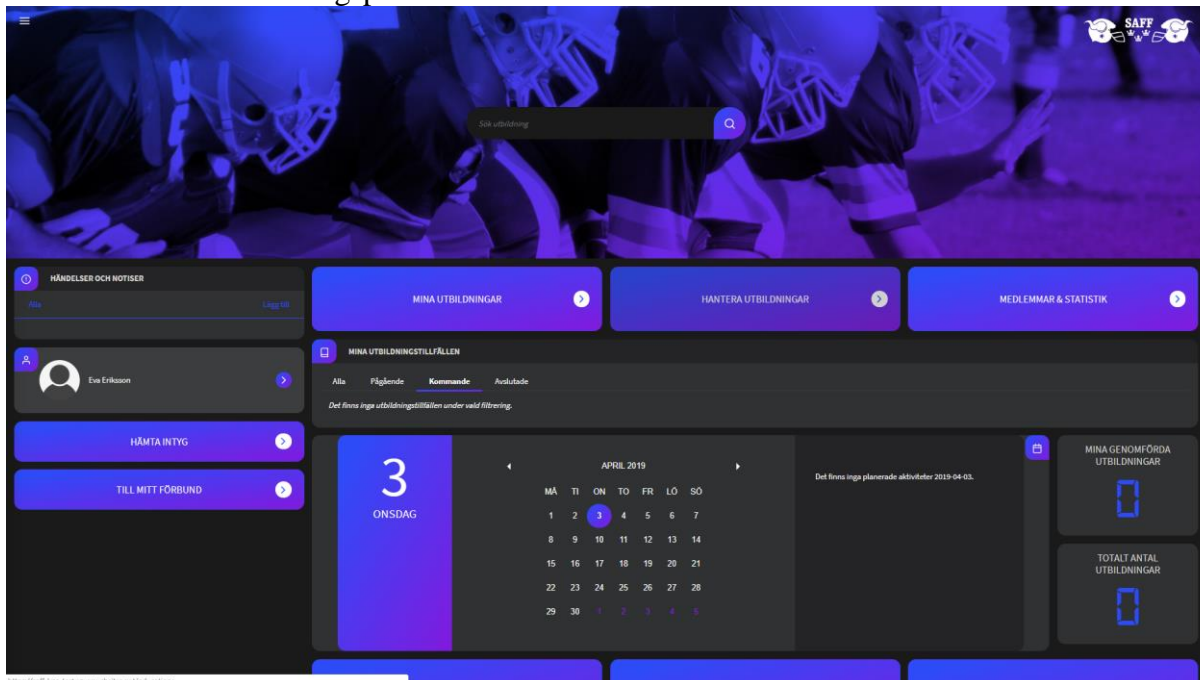 SAFF
Sök utbildning
HÄNDELSER OCH NOTISER
Alla
Lägg till
Eva Eriksson
HÄMTA INTYG
TILL MITT FÖRBUND
MINA UTBILDNINGAR
HANTERA UTBILDNINGAR
MEDLEMMAR & STATISTIK
MINA UTBILDNINGSTILLFÄLLEN
Alla Pågående Kommande Avslutade
Det finns inga utbildningstillfällen under vald filtrering.
3
ONSDAG
APRIL 2019
MÅ TI ON TO FR LÖ SÖ
1 2 3 4 5 6 7
8 9 10 11 12 13 14
15 16 17 18 19 20 21
22 23 24 25 26 27 28
29 30 1 2 3 4 5
Det finns inga planerade aktiviteter 2019-04-03.
MINA GENOMFÖRDA
UTBILDNINGAR
0
TOTALT ANTAL
UTBILDNINGAR
0